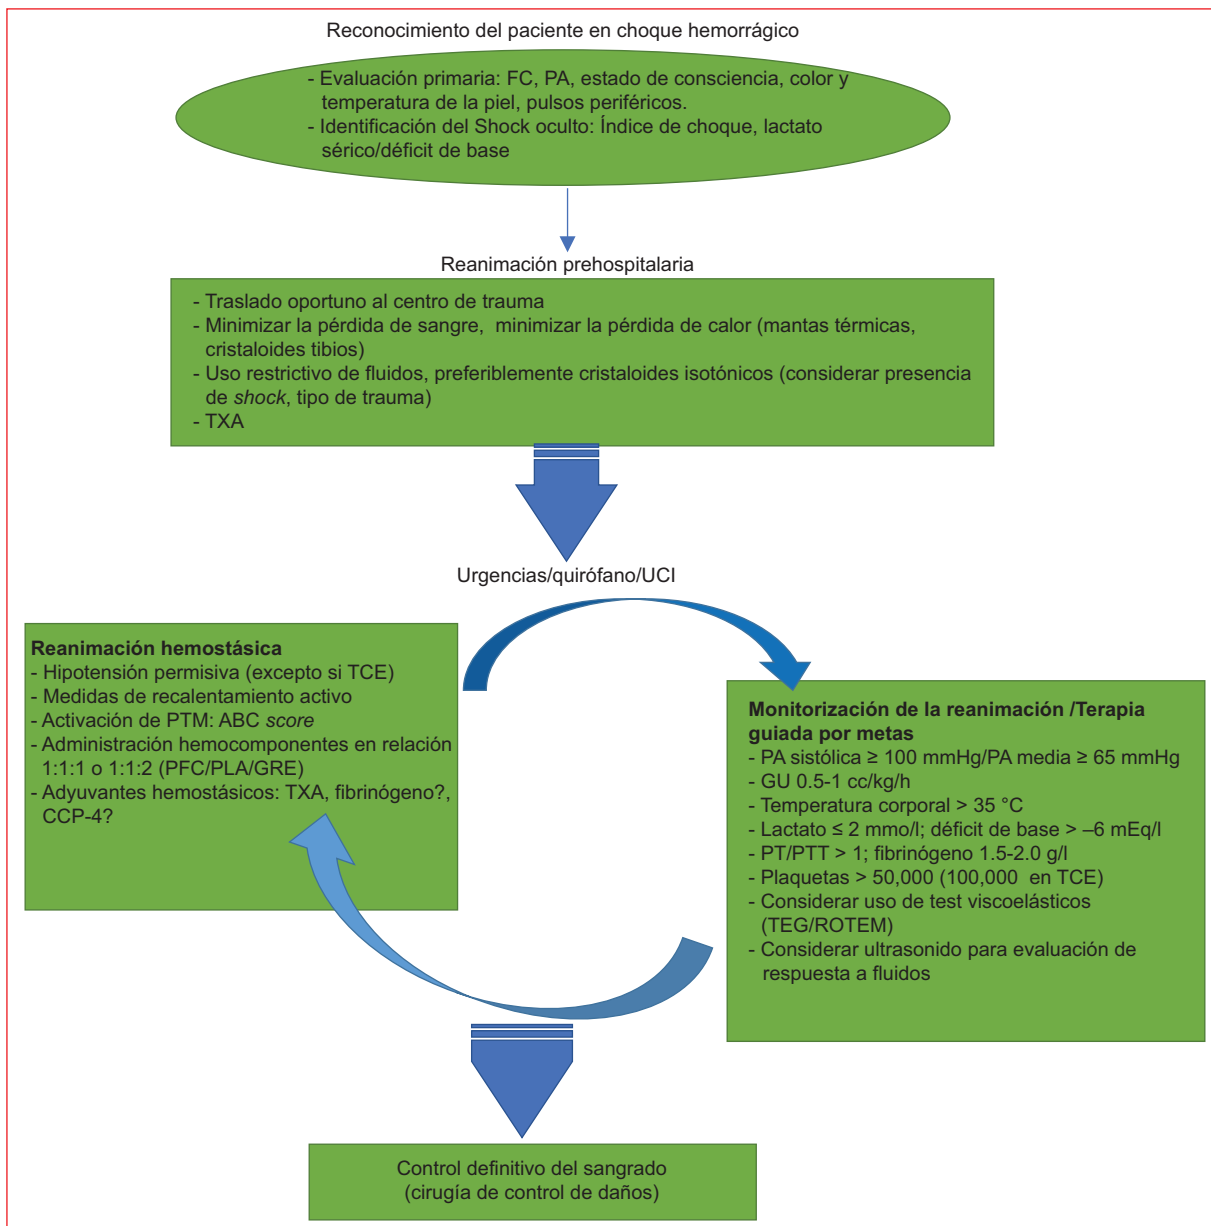 Reconocimiento del paciente en choque hemorrágico
- Evaluación primaria: FC, PA, estado de consciencia, color y
temperatura de la piel, pulsos periféricos.
- Identificación del Shock oculto: Índice de choque, lactato
sérico/déficit de base
Reanimación prehospitalaria
- Traslado oportuno al centro de trauma
- Minimizar la pérdida de sangre, minimizar la pérdida de calor (mantas térmicas,
cristaloides tibios)
- Uso restrictivo de fluidos, preferiblemente cristaloides isotónicos (considerar presencia
de shock, tipo de trauma)
- TXA
Urgencias/quirófano/UCI
Reanimación hemostásica
- Hipotensión permisiva (excepto si TCE)
- Medidas de recalentamiento activo
- Activación de PTM: ABC score
- Administración hemocomponentes en relación
1:1:1 o 1:1:2 (PFC/PLA/GRE)
- Adyuvantes hemostásicos: TXA, fibrinógeno?,
CCP-4?
Monitorización de la reanimación /Terapia
guiada por metas
- PA sistólica ≥ 100 mmHg/PA media ≥ 65 mmHg
- GU 0.5-1 cc/kg/h
- Temperatura corporal > 35 °C
- Lactato ≤ 2 mmo/l; déficit de base > –6 mEq/l
- PT/PTT > 1; fibrinógeno 1.5-2.0 g/l
- Plaquetas > 50,000 (100,000 en TCE)
- Considerar uso de test viscoelásticos
(TEG/ROTEM)
- Considerar ultrasonido para evaluación de
respuesta a fluidos
Control definitivo del sangrado
(cirugía de control de daños)